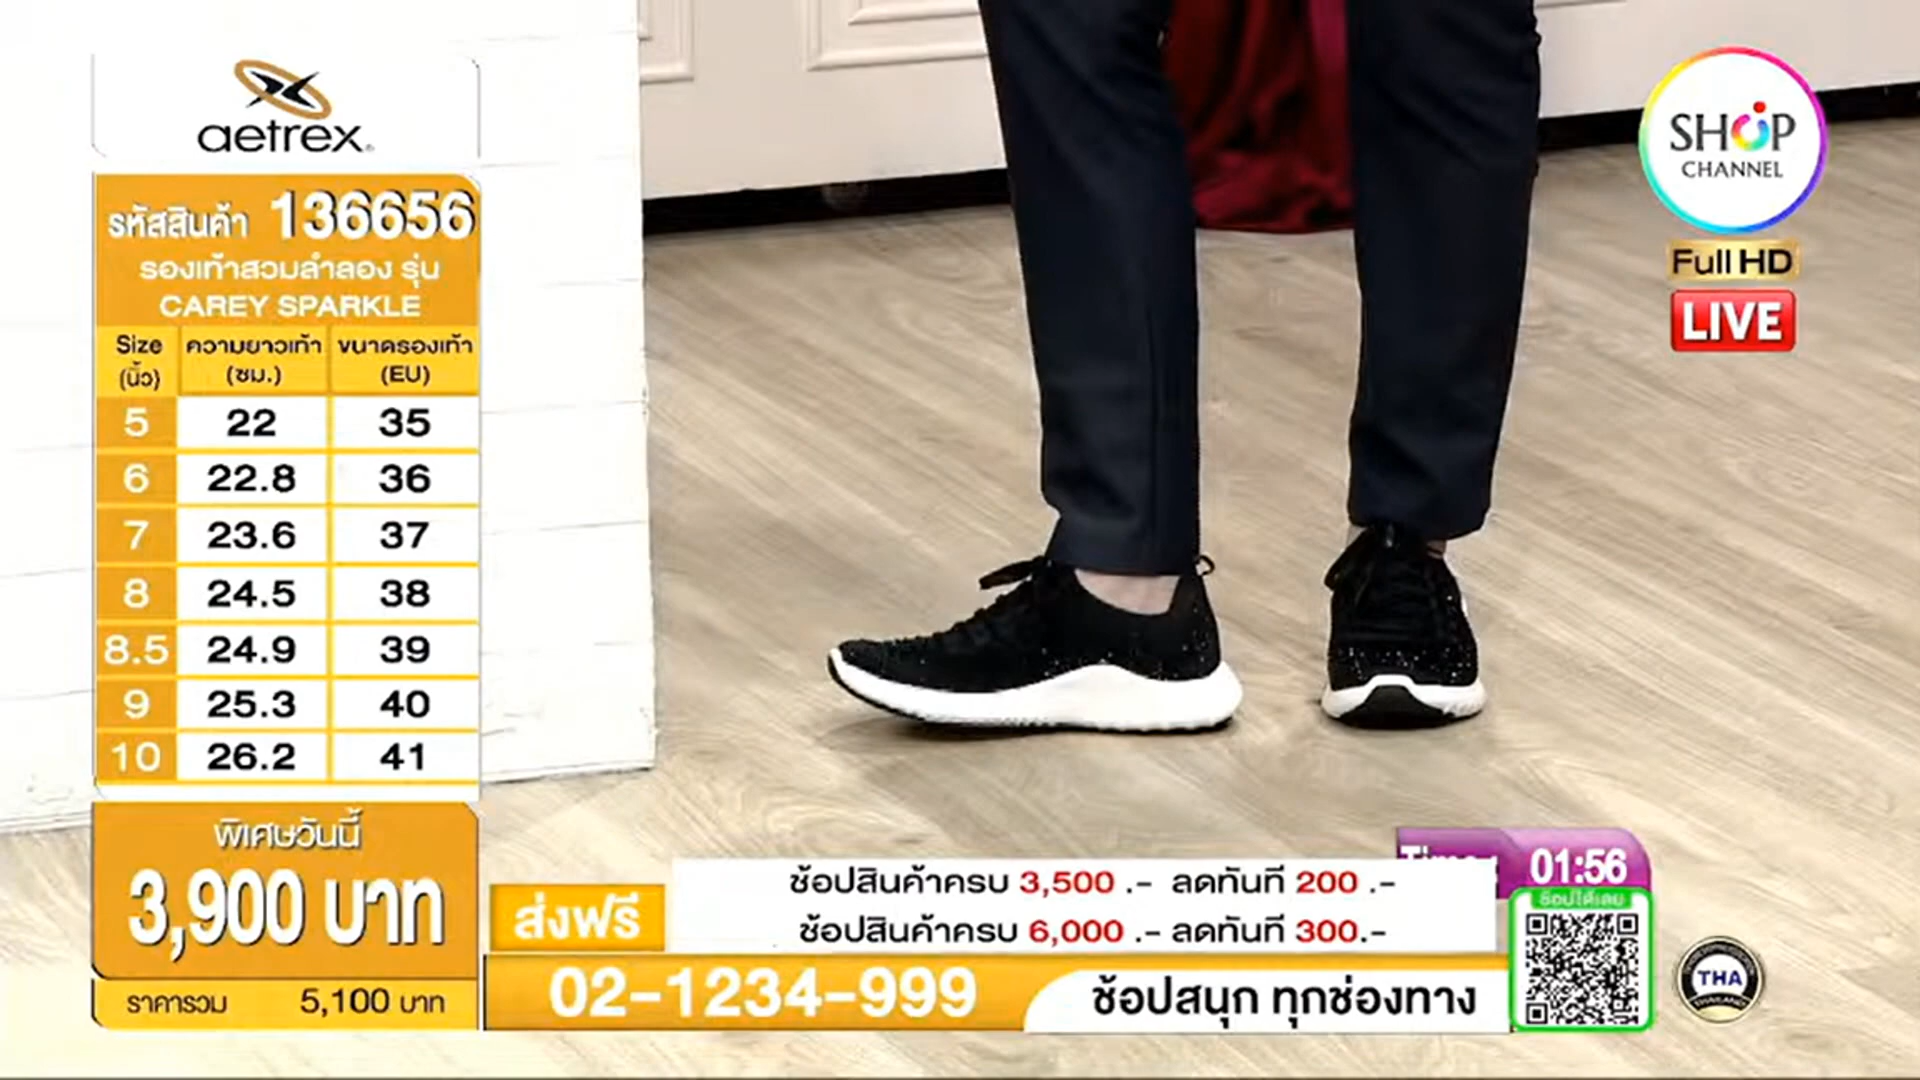 aetrex
รหัสสินค้า 136656
รองเท้าสวมลำลอง รุ่น
CAREY SPARKLE
Size (นิ้ว) ความยาวเท้า (ซม.) ขนาดรองเท้า (EU)
5 22 35
6 22.8 36
7 23.6 37
8 24.5 38
8.5 24.9 39
9 25.3 40
10 26.2 41
พิเศษวันนี้
3,900 บาท
ราคารวม 5,100 บาท
SHOP
CHANNEL
Full HD
LIVE
01:56
ช้อปได้เลย
ส่งฟรี
ช้อปสินค้าครบ 3,500 .- ลดทันที 200 .-
ช้อปสินค้าครบ 6,000 .- ลดทันที 300.-
02-1234-999
ช้อปสนุก ทุกช่องทาง
THA